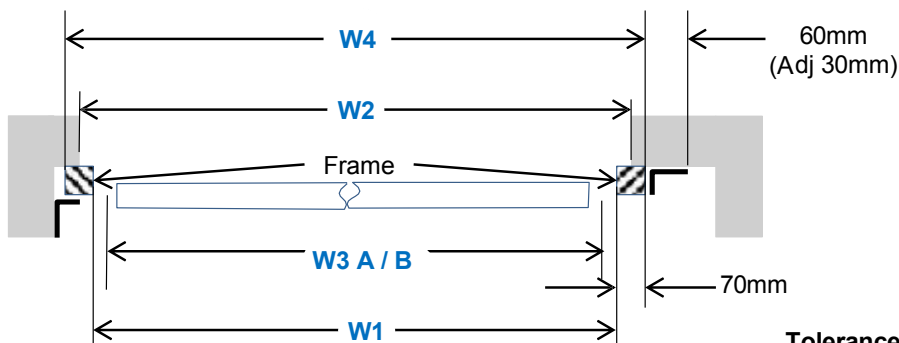 W4
60mm
(Adj 30mm)
W2
Frame
W3 A / B
70mm
W1
Tolerance